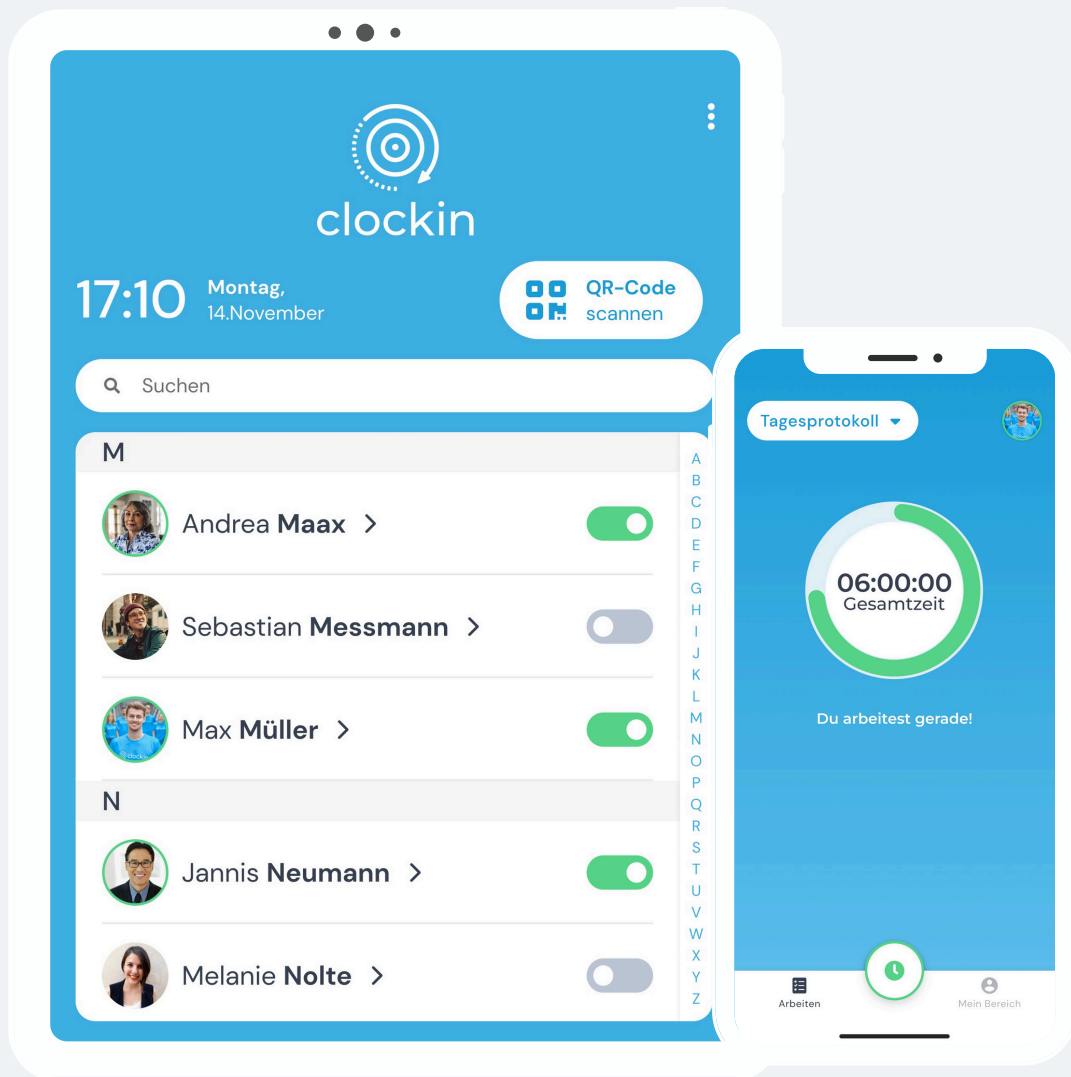 clockin
17:10
Montag,
14.November
QR-Code
scannen
Suchen
M
Andrea Maax
Sebastian Messmann
Max Müller
N
Jannis Neumann
Melanie Nolte
A
B
C
D
E
F
G
H
I
J
K
L
M
N
O
P
Q
R
S
T
U
V
W
X
Y
Z
Tagesprotokoll
06:00:00
Gesamtzeit
Du arbeitest gerade!
Arbeiten
Mein Bereich